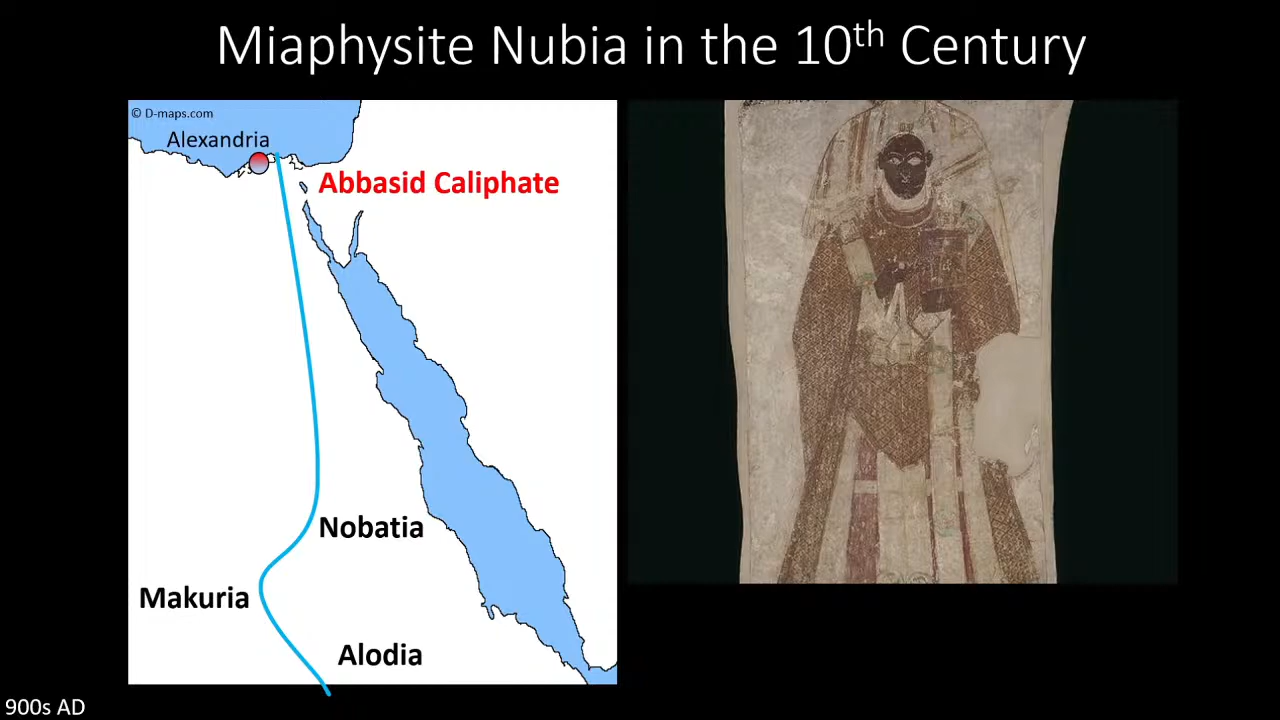 Miaphysite Nubia in the 10th Century
© D-maps.com
Alexandria
Abbasid Caliphate
Nobatia
Makuria
Alodia
900s AD